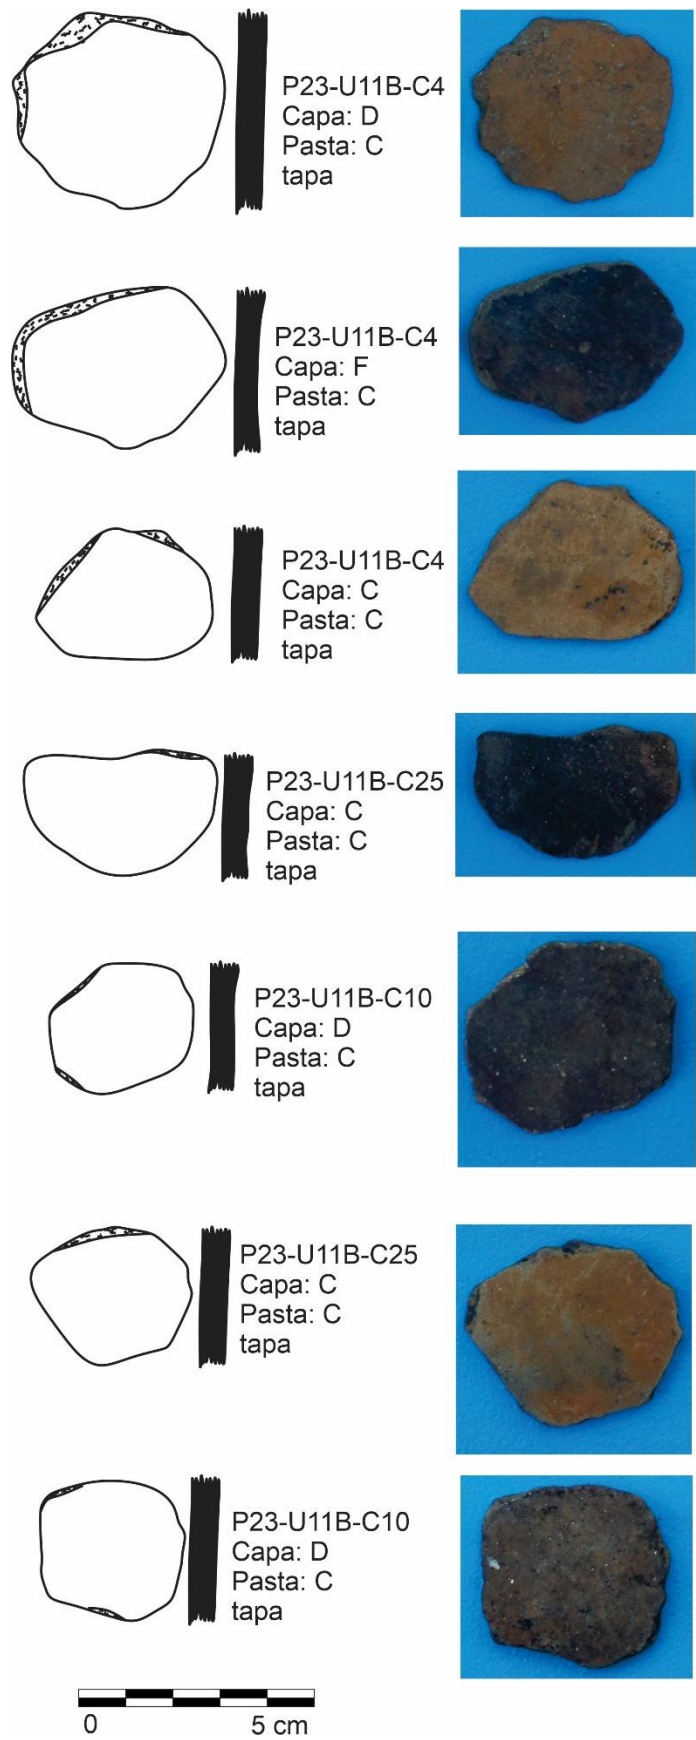 P23-U11B-C4
Capa: D
Pasta: C
tapa
P23-U11B-C4
Capa: F
Pasta: C
tapa
P23-U11B-C4
Capa: C
Pasta: C
tapa
P23-U11B-C25
Capa: C
Pasta: C
tapa
P23-U11B-C10
Capa: D
Pasta: C
tapa
P23-U11B-C25
Capa: C
Pasta: C
tapa
P23-U11B-C10
Capa: D
Pasta: C
tapa
0 5 cm